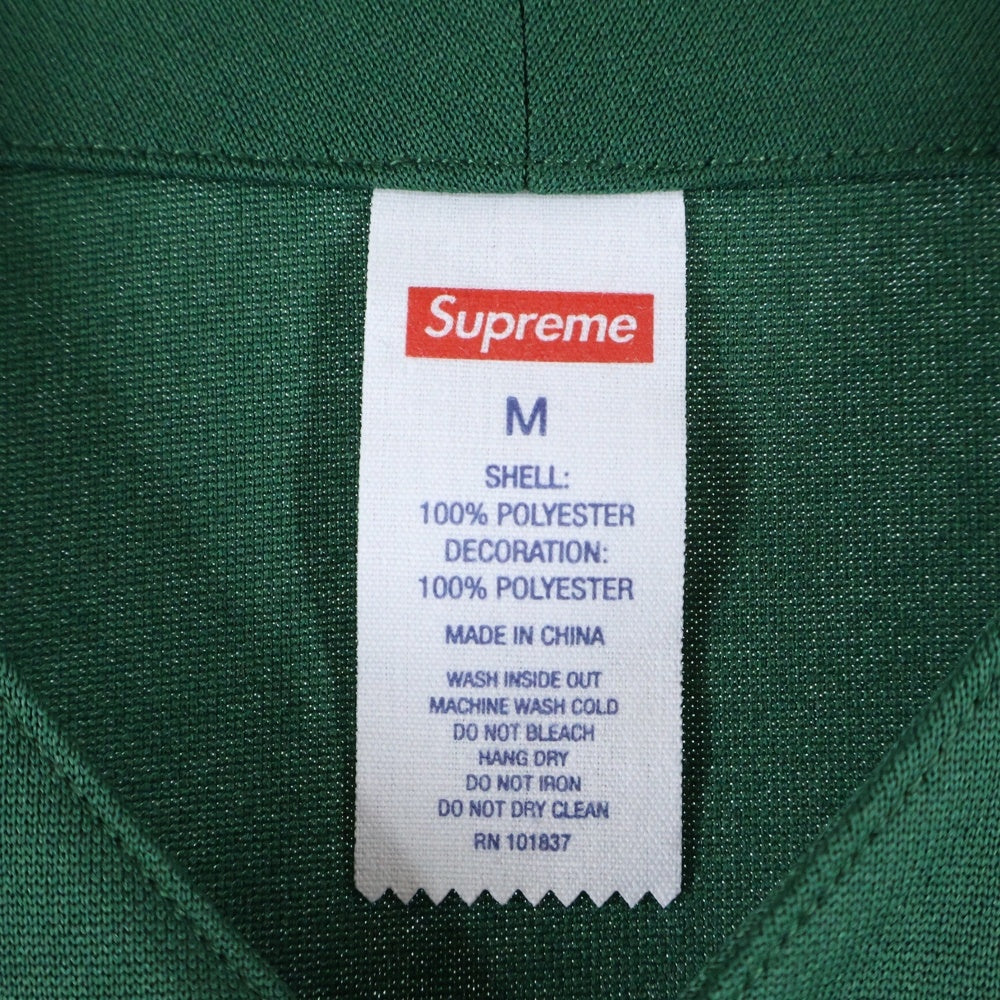 Supreme
M
SHELL:
100% POLYESTER
DECORATION:
100% POLYESTER
MADE IN CHINA
WASH INSIDE OUT
MACHINE WASH COLD
DO NOT BLEACH
HANG DRY
DO NOT IRON
DO NOT DRY CLEAN
RN 101837